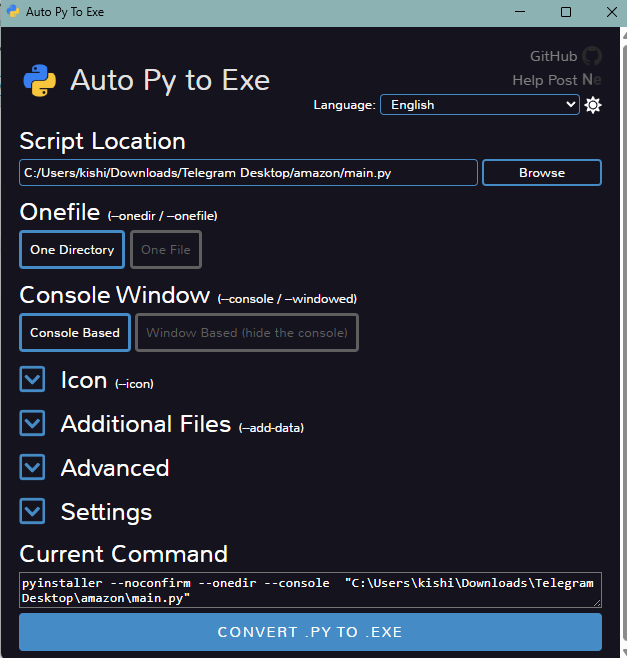 Auto Py To Exe
GitHub
Auto Py to Exe
Help Post Ne
Language: English
Script Location
C:/Users/kishi/Downloads/Telegram Desktop/amazon/main.py Browse
Onefile (--onedir / --onefile)
One Directory One File
Console Window (--console / --windowed)
Console Based Window Based (hide the console)
Icon (--icon)
Additional Files (--add-data)
Advanced
Settings
Current Command
pyinstaller --noconfirm --onedir --console "C:\Users\kishi\Downloads\Telegram
Desktop\amazon\main.py"
CONVERT .PY TO .EXE